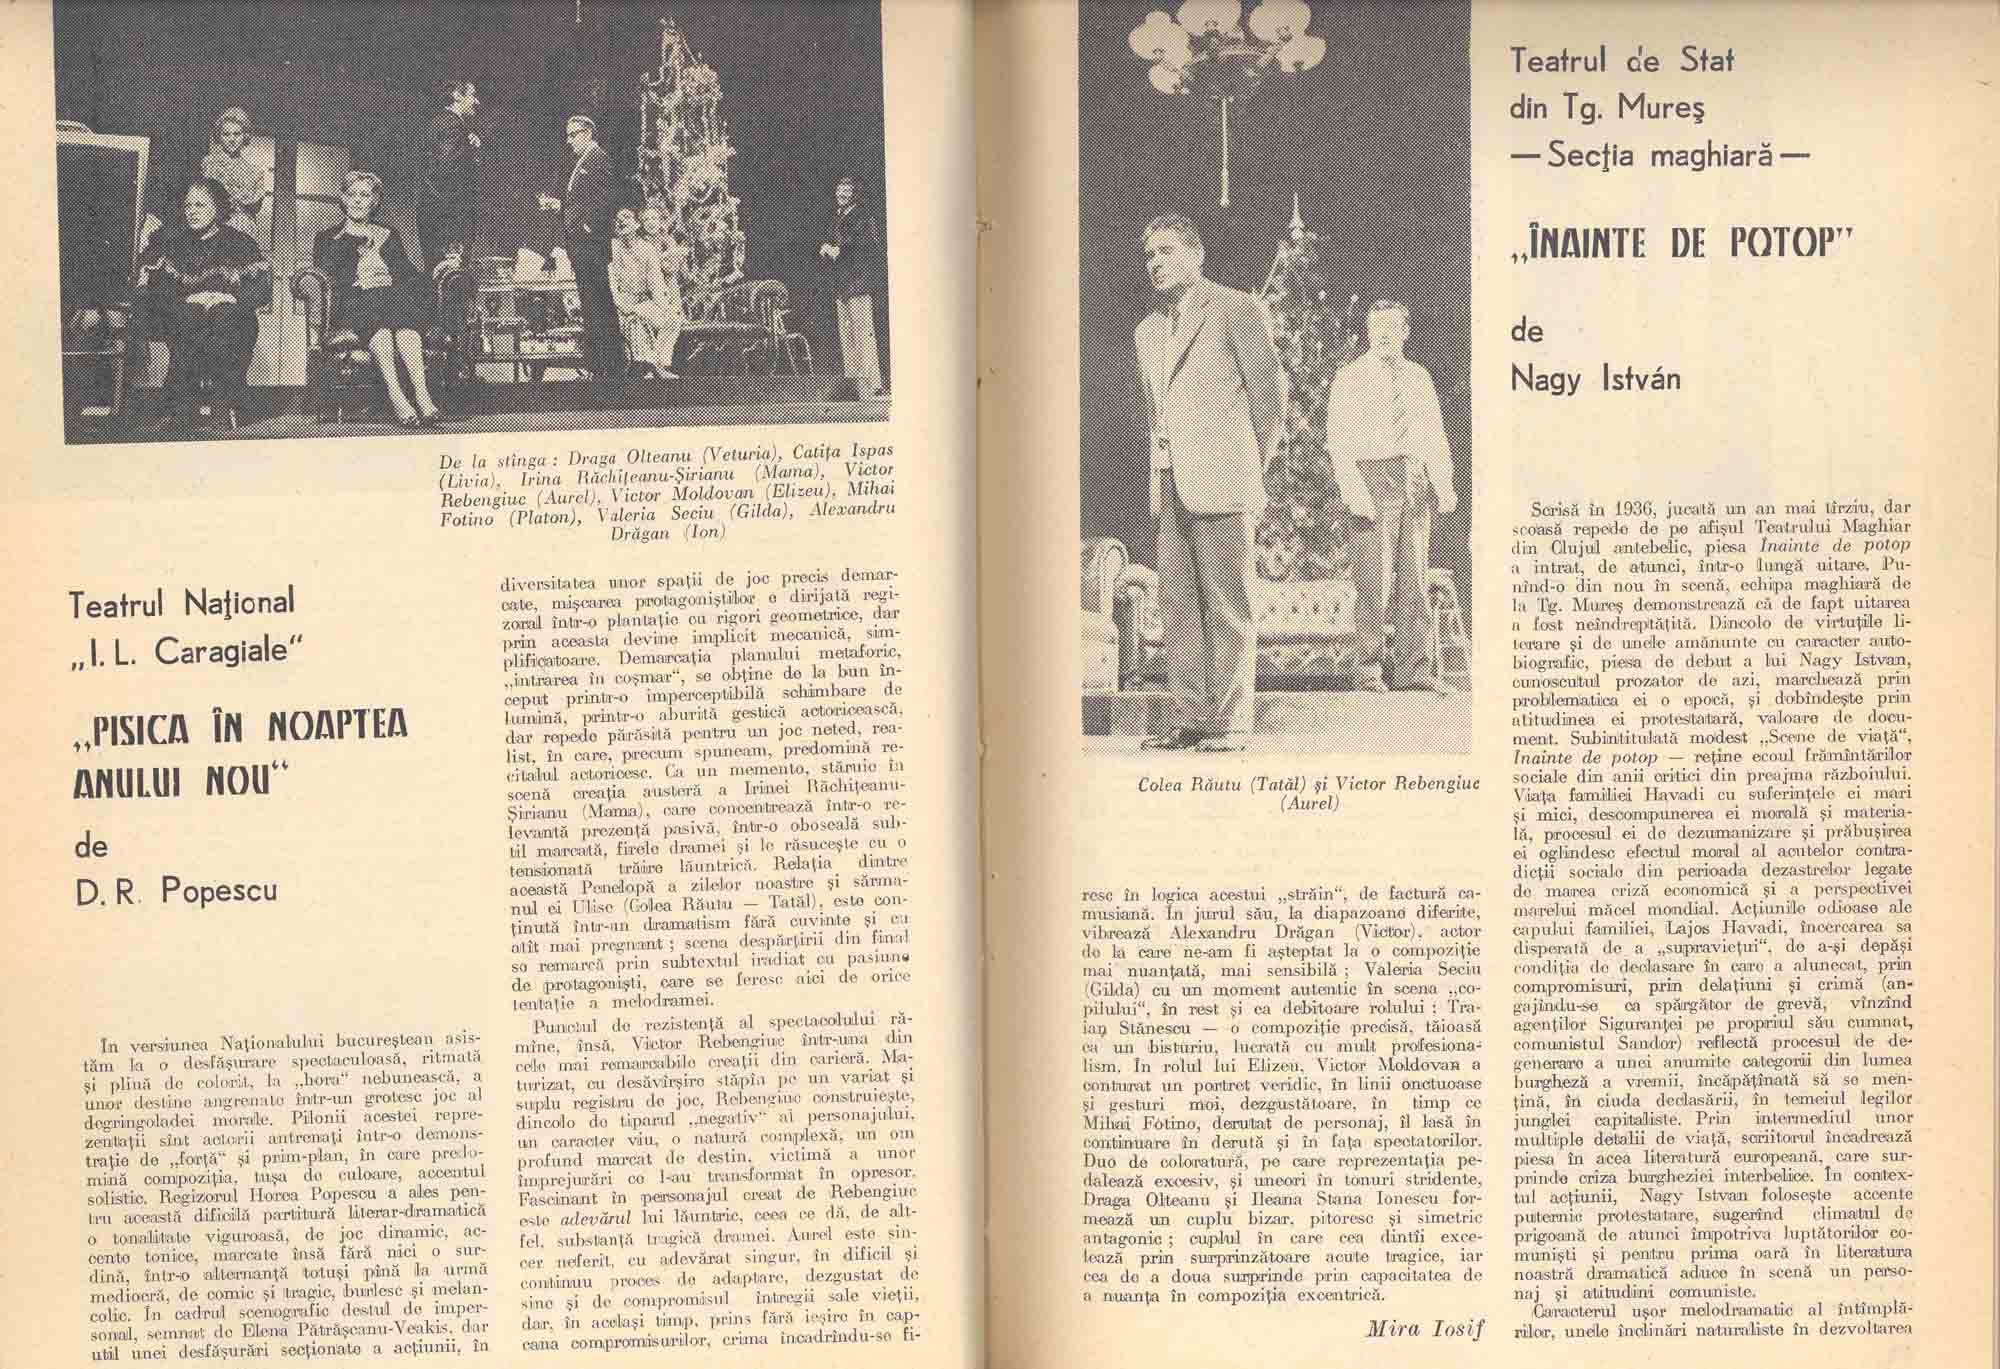 De la stînga : Draga Olteanu (Veturia), Catița Ispas
(Livia), Irina Răchițeanu-Șirianu (Mama), Victor
Rebengiuc (Aurel), Victor Moldovan (Elizeu), Mihai
Fotino (Platon), Valeria Seciu (Gilda), Alexandru
Drăgan (Ion)
Teatrul Național
„I. L. Caragiale“
„PISICA ÎN NOAPTEA
ANULUI NOU“
de
D. R. Popescu
În versiunea Naționalului bucureștean asis-
tăm la o desfășurare spectaculoasă, ritmată
și plină de colorit, la „hora“ nebunească, a
unor destine angrenate într-un grotesc joc al
degringoladei morale. Pilonii acestei repre-
zentații sînt actorii antrenați într-o demons-
trație de „forță“ și prim-plan, în care predo-
mină compoziția, tușa de culoare, accentul
solistic. Regizorul Horea Popescu a ales pen-
tru această dificilă partitură literar-dramatică
o tonalitate viguroasă, de joc dinamic, ac-
cente tonice, marcate însă fără nici o sur-
dină, într-o alternanță totuși pînă la urmă
mediocră, de comic și tragic, burlesc și melan-
colic. În cadrul scenografic destul de imper-
sonal, semnat de Elena Pătrășcanu-Veakis, dar
util unei desfășurări secționate a acțiunii, în
diversitatea unor spații de joc precis demar-
cate, mișcarea protagoniștilor e dirijată regi-
zoral într-o plantație cu rigori geometrice, dar
prin aceasta devine implicit mecanică, sim-
plificatoare. Demarcația planului metaforic,
„intrarea în coșmar“, se obține de la bun în-
ceput printr-o imperceptibilă schimbare de
lumină, printr-o aburită gestică actoricească,
dar repede părăsită pentru un joc neted, rea-
list, în care, precum spuneam, predomină re-
citalul actoricesc. Ca un memento, stăruie în
scenă creația austeră a Irinei Răchițeanu-
Șirianu (Mama), care concentrează într-o re-
levantă prezență pasivă, într-o oboseală sub-
til marcată, firele dramei și le răsucește cu o
tensionată trăire lăuntrică. Relația dintre
această Penelopă a zilelor noastre și sărma-
nul ei Ulise (Colea Răutu — Tatăl), este con-
ținută într-un dramatism fără cuvinte și cu
atît mai pregnant ; scena despărțirii din final
se remarcă prin subtextul iradiat cu pasiune
de protagoniști, care se feresc aici de orice
tentație a melodramei.
Punctul de rezistență al spectacolului ră-
mîne, însă, Victor Rebengiuc într-una din
cele mai remarcabile creații din carieră. Ma-
turizat, cu desăvîrșire stăpîn pe un variat și
suplu registru de joc, Rebengiuc construiește,
dincolo de tiparul „negativ“ al personajului,
un caracter viu, o natură complexă, un om
profund marcat de destin, victimă a unor
împrejurări ce l-au transformat în opresor.
Fascinant în personajul creat de Rebengiuc
este adevărul lui lăuntric, ceea ce dă, de alt-
fel, substanță tragică dramei. Aurel este sin-
cer neferit, cu adevărat singur, în dificil și
continuu proces de adaptare, dezgustat de
sine și de compromisul întregii sale vieții,
dar, în același timp, prins fără ieșire în cap-
cana compromisurilor, crima încadrîndu-se fi-
Colea Răutu (Tatăl) și Victor Rebengiuc
(Aurel)
resc în logica acestui „străin“, de factură ca-
musiană. În jurul său, la diapazoane diferite,
vibrează Alexandru Drăgan (Victor), actor
de la care ne-am fi așteptat la o compoziție
mai nuanțată, mai sensibilă ; Valeria Seciu
(Gilda) cu un moment autentic în scena „co-
pilului“, în rest și ea debitoare rolului ; Tra-
ian Stănescu — o compoziție precisă, tăioasă
ca un bisturiu, lucrată cu mult profesiona-
lism. În rolul lui Elizeu, Victor Moldovan a
conturat un portret veridic, în linii onctuoase
și gesturi moi, dezgustătoare, în timp ce
Mihai Fotino, derutat de personaj, îl lasă în
continuare în derută și în fața spectatorilor.
Duo de coloratură, pe care reprezentația pe-
dalează excesiv, și uneori în tonuri stridente,
Draga Olteanu și Ileana Stana Ionescu for-
mează un cuplu bizar, pitoresc și simetric
antagonic ; cuplul în care cea dintîi exce-
lează prin surprinzătoare acute tragice, iar
cea de a doua surprinde prin capacitatea de
a nuanța în compoziția excentrică.
Mira Iosif
Teatrul de Stat
din Tg. Mureș
— Secția maghiară —
„ÎNAINTE DE POTOP“
de
Nagy István
Scrisă în 1936, jucată un an mai tîrziu, dar
scoasă repede de pe afișul Teatrului Maghiar
din Clujul antebelic, piesa Înainte de potop
a intrat, de atunci, într-o lungă uitare. Pu-
nînd-o din nou în scenă, echipa maghiară de
la Tg. Mureș demonstrează că de fapt uitarea
a fost neîndreptățită. Dincolo de virtuțile li-
terare și de unele amănunte cu caracter auto-
biografic, piesa de debut a lui Nagy Istvan,
cunoscutul prozator de azi, marchează prin
problematica ei o epocă, și dobîndește prin
atitudinea ei protestatară, valoare de docu-
ment. Subintitulată modest „Scene de viață“,
Înainte de potop — reține ecoul frămîntărilor
sociale din anii critici din preajma războiului.
Viața familiei Havadi cu suferințele ei mari
și mici, descompunerea ei morală și materia-
lă, procesul ei de dezumanizare și prăbușirea
ei oglindesc efectul moral al acutelor contra-
dicții sociale din perioada dezastrelor legate
de marea criză economică și a perspectivei
marelui măcel mondial. Acțiunile odioase ale
capului familiei, Lajos Havadi, încercarea sa
disperată de a „supraviețui“, de a-și depăși
condiția de declasare în care a alunecat, prin
compromisuri, prin delațiuni și crimă (an-
gajîndu-se ca spărgător de grevă, vînzînd
agenților Siguranței pe propriul său cumnat,
comunistul Sandor) reflectă procesul de de-
generare a unei anumite categorii din lumea
burgheză a vremii, încăpățînată să se men-
țină, în ciuda declasării, în temeiul legilor
junglei capitaliste. Prin intermediul unor
multiple detalii de viață, scriitorul încadrează
piesa în acea literatură europeană, care sur-
prinde criza burgheziei interbelice. În contex-
tul acțiunii, Nagy Istvan folosește accente
puternic protestatare, sugerînd climatul de
prigoană de atunci împotriva luptătorilor co-
muniști și pentru prima oară în literatura
noastră dramatică aduce în scenă un perso-
naj și atitudini comuniste.
Caracterul ușor melodramatic al întîmplă-
rilor, unele înclinări naturaliste în dezvoltarea